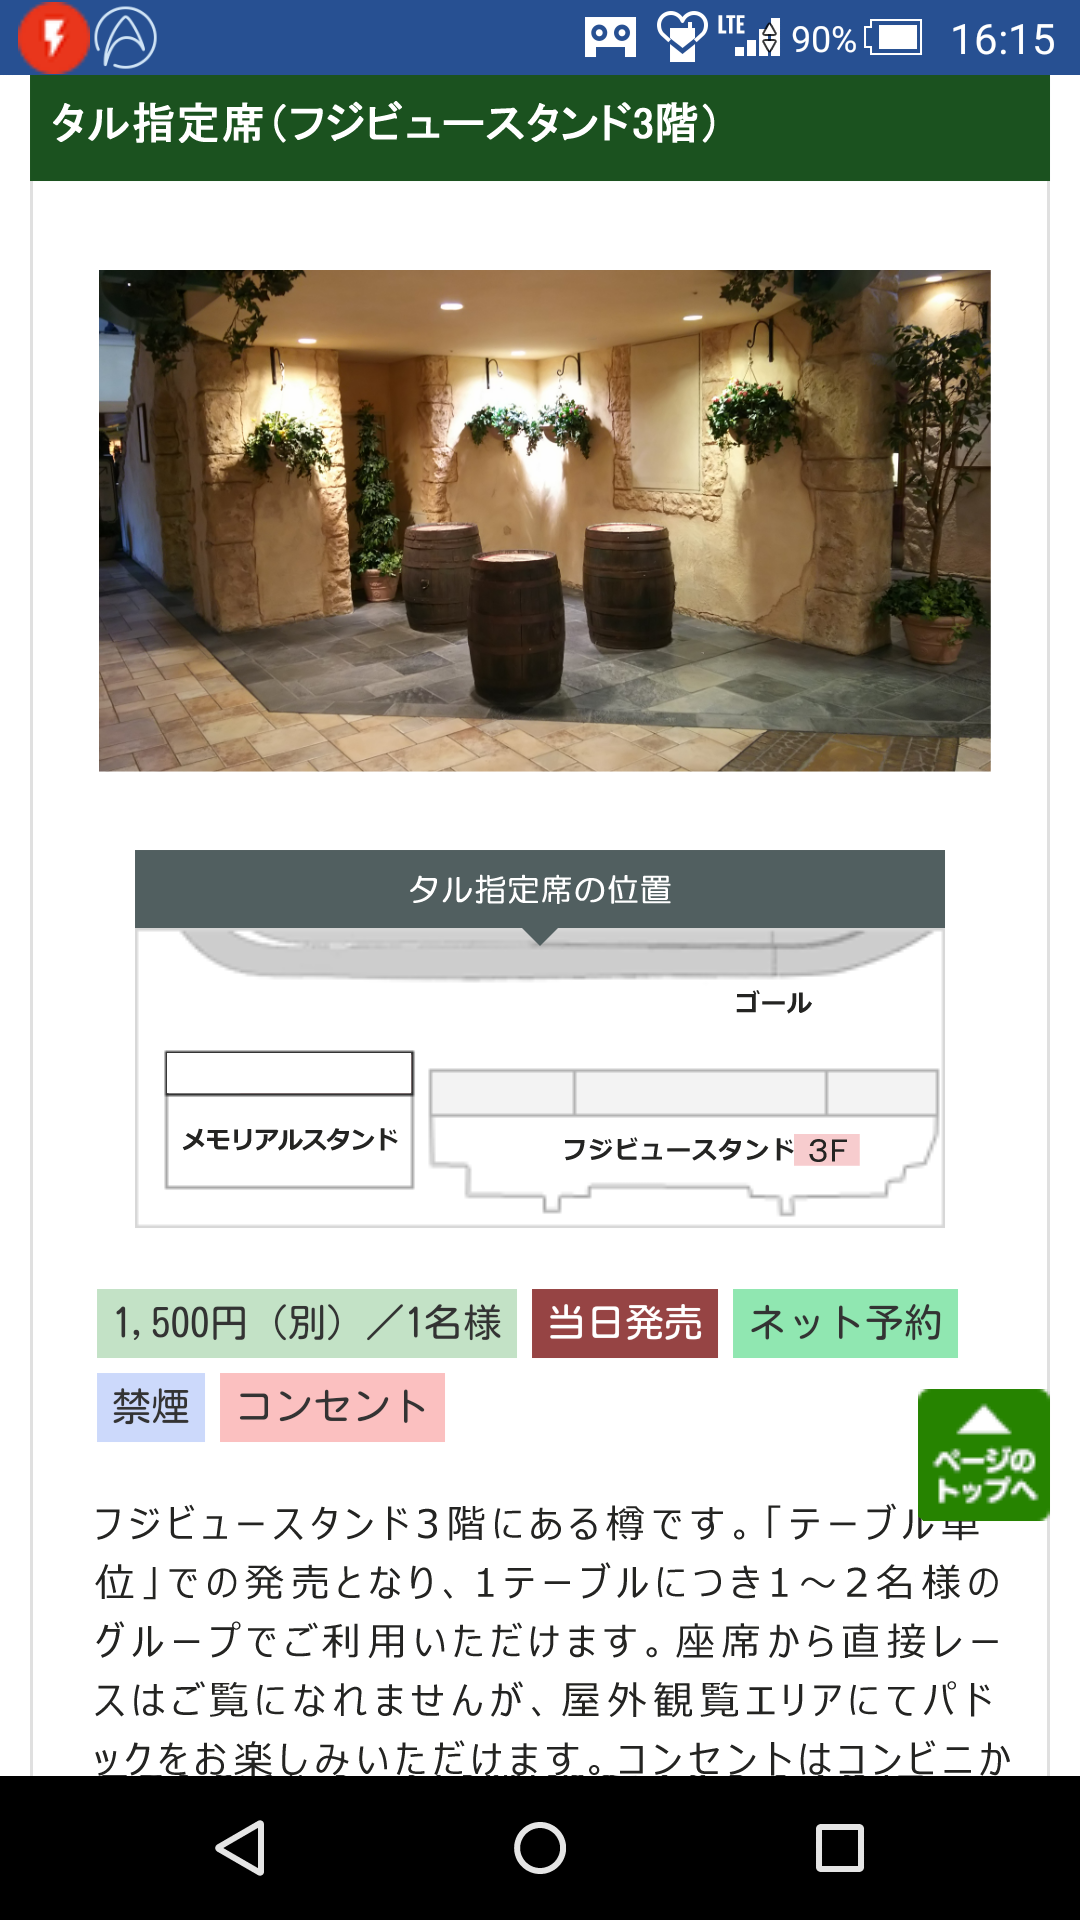 LTE 90% 16:15
タル指定席(フジビュースタンド3階)
タル指定席の位置
ゴール
メモリアルスタンド
フジビュースタンド 3F
1,500円(別)/1名様 当日発売 ネット予約
禁煙 コンセント
ページの
トップへ
フジビュースタンド3階にある樽です。「テーブル単
位」での発売となり、1テーブルにつき1~2名様の
グループでご利用いただけます。座席から直接レー
スはご覧になれませんが、屋外観覧エリアにてパド
ックをお楽しみいただけます。コンセントはコンビニか